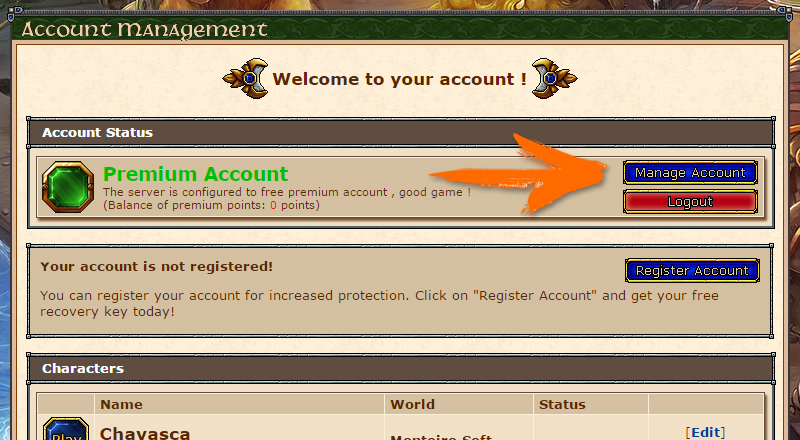 Account Management
Welcome to your account !
Account Status
Premium Account
The server is configured to free premium account , good game !
(Balance of premium points: 0 points)
Manage Account
Logout
Your account is not registered!
Register Account
You can register your account for increased protection. Click on "Register Account" and get your free
recovery key today!
Characters
Name World Status
Play Chavasca Monteiro Soft [Edit]